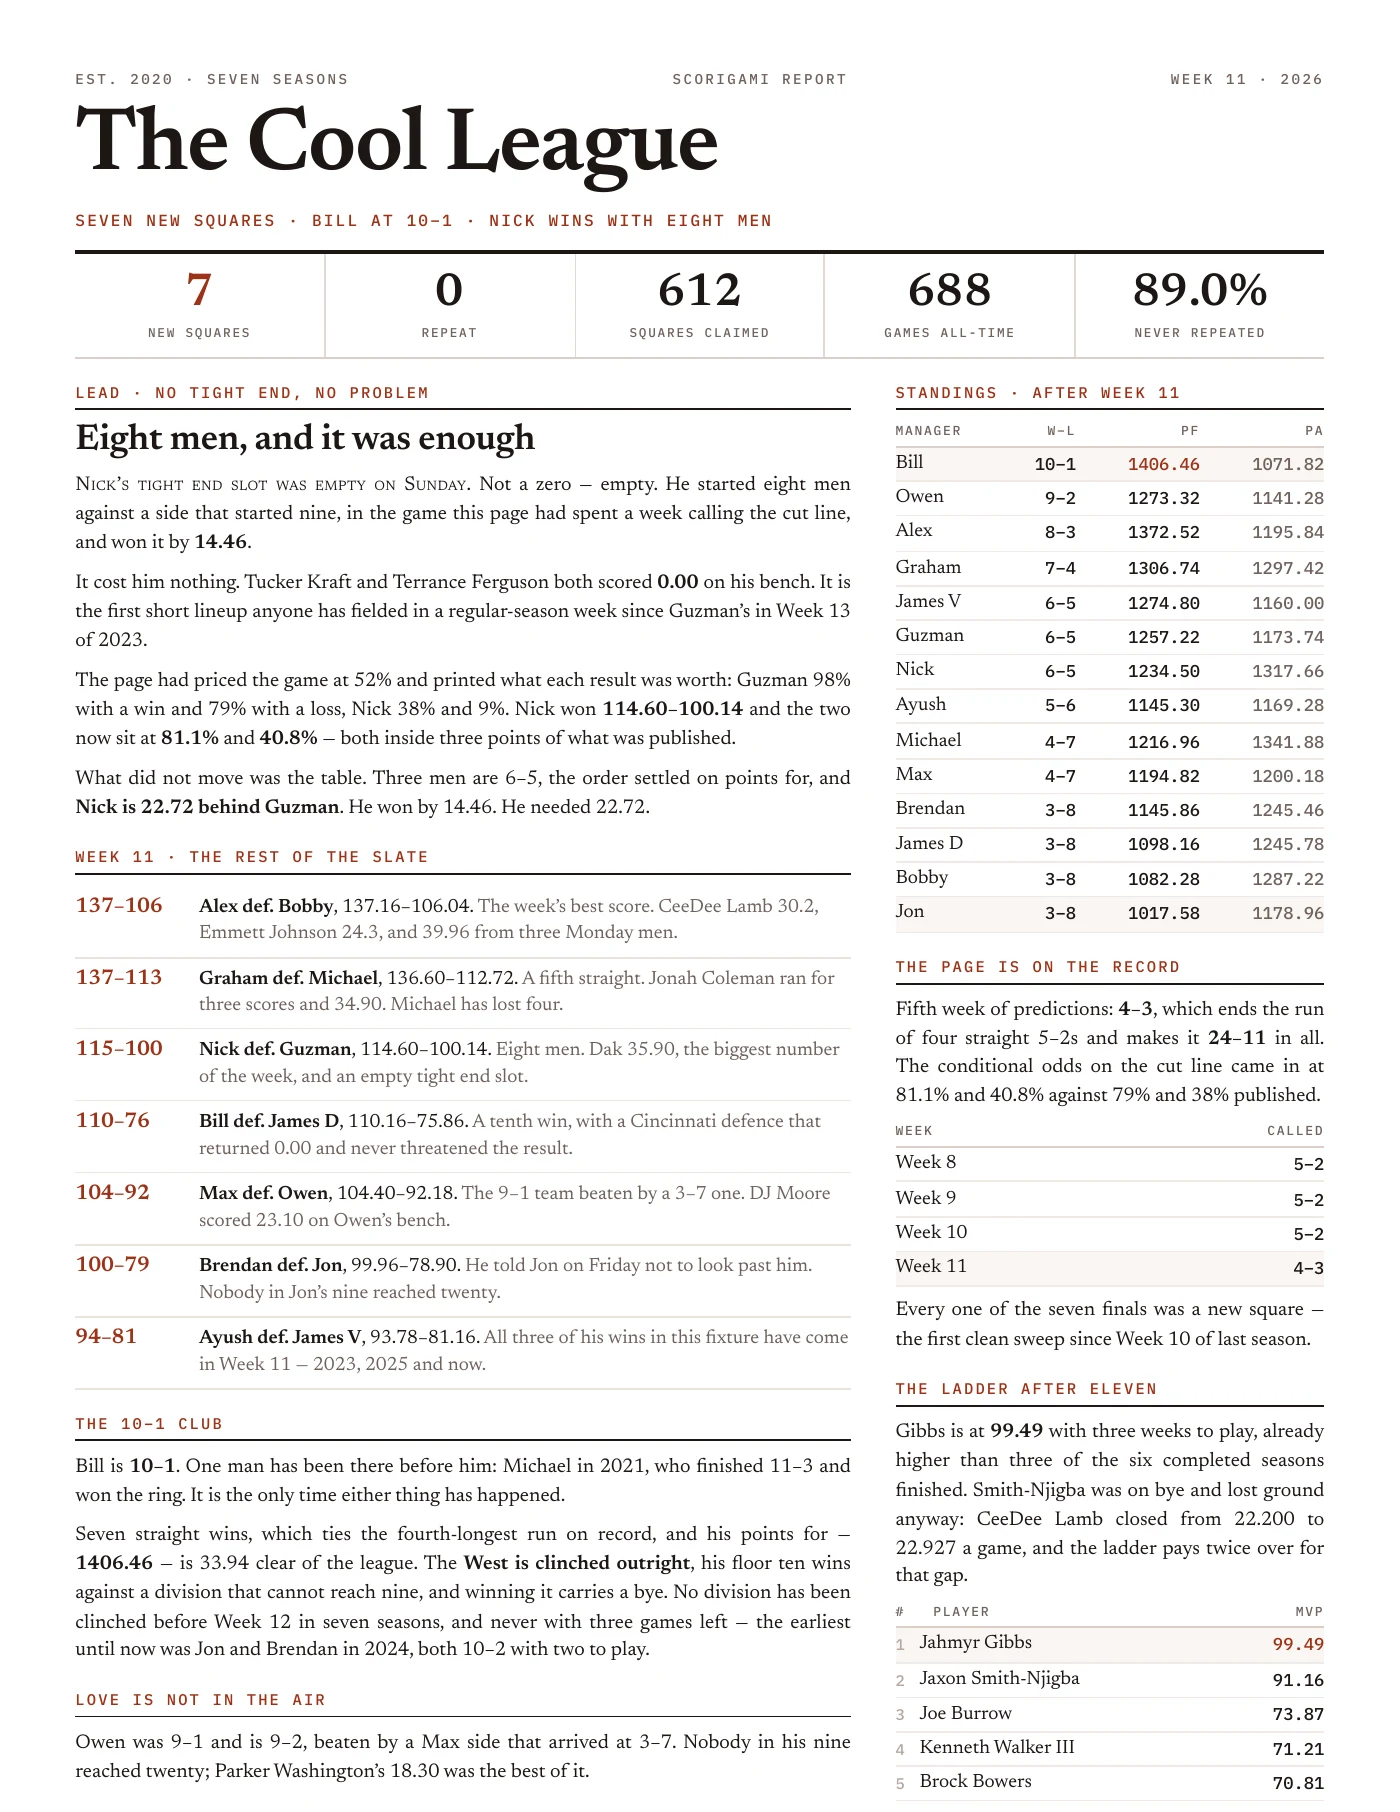 EST. 2020 · SEVEN SEASONS
SCORIGAMI REPORT
WEEK 11 · 2026
The Cool League
SEVEN NEW SQUARES · BILL AT 10–1 · NICK WINS WITH EIGHT MEN
7
NEW SQUARES
0
REPEAT
612
SQUARES CLAIMED
688
GAMES ALL-TIME
89.0%
NEVER REPEATED
LEAD · NO TIGHT END, NO PROBLEM
Eight men, and it was enough
Nick’s tight end slot was empty on Sunday. Not a zero — empty. He started eight men
against a side that started nine, in the game this page had spent a week calling the cut line,
and won it by 14.46.
It cost him nothing. Tucker Kraft and Terrance Ferguson both scored 0.00 on his bench. It is
the first short lineup anyone has fielded in a regular-season week since Guzman’s in Week 13
of 2023.
The page had priced the game at 52% and printed what each result was worth: Guzman 98%
with a win and 79% with a loss, Nick 38% and 9%. Nick won 114.60–100.14 and the two
now sit at 81.1% and 40.8% — both inside three points of what was published.
What did not move was the table. Three men are 6–5, the order settled on points for, and
Nick is 22.72 behind Guzman. He won by 14.46. He needed 22.72.
WEEK 11 · THE REST OF THE SLATE
137–106
Alex def. Bobby, 137.16–106.04. The week’s best score. CeeDee Lamb 30.2,
Emmett Johnson 24.3, and 39.96 from three Monday men.
137–113
Graham def. Michael, 136.60–112.72. A fifth straight. Jonah Coleman ran for
three scores and 34.90. Michael has lost four.
115–100
Nick def. Guzman, 114.60–100.14. Eight men. Dak 35.90, the biggest number
of the week, and an empty tight end slot.
110–76
Bill def. James D, 110.16–75.86. A tenth win, with a Cincinnati defence that
returned 0.00 and never threatened the result.
104–92
Max def. Owen, 104.40–92.18. The 9–1 team beaten by a 3–7 one. DJ Moore
scored 23.10 on Owen’s bench.
100–79
Brendan def. Jon, 99.96–78.90. He told Jon on Friday not to look past him.
Nobody in Jon’s nine reached twenty.
94–81
Ayush def. James V, 93.78–81.16. All three of his wins in this fixture have come
in Week 11 — 2023, 2025 and now.
THE 10–1 CLUB
Bill is 10–1. One man has been there before him: Michael in 2021, who finished 11–3 and
won the ring. It is the only time either thing has happened.
Seven straight wins, which ties the fourth-longest run on record, and his points for —
1406.46 — is 33.94 clear of the league. The West is clinched outright, his floor ten wins
against a division that cannot reach nine, and winning it carries a bye. No division has been
clinched before Week 12 in seven seasons, and never with three games left — the earliest
until now was Jon and Brendan in 2024, both 10–2 with two to play.
LOVE IS NOT IN THE AIR
Owen was 9–1 and is 9–2, beaten by a Max side that arrived at 3–7. Nobody in his nine
reached twenty; Parker Washington’s 18.30 was the best of it.
STANDINGS · AFTER WEEK 11
MANAGER W–L PF PA
Bill 10–1 1406.46 1071.82
Owen 9–2 1273.32 1141.28
Alex 8–3 1372.52 1195.84
Graham 7–4 1306.74 1297.42
James V 6–5 1274.80 1160.00
Guzman 6–5 1257.22 1173.74
Nick 6–5 1234.50 1317.66
Ayush 5–6 1145.30 1169.28
Michael 4–7 1216.96 1341.88
Max 4–7 1194.82 1200.18
Brendan 3–8 1145.86 1245.46
James D 3–8 1098.16 1245.78
Bobby 3–8 1082.28 1287.22
Jon 3–8 1017.58 1178.96
THE PAGE IS ON THE RECORD
Fifth week of predictions: 4–3, which ends the run
of four straight 5–2s and makes it 24–11 in all.
The conditional odds on the cut line came in at
81.1% and 40.8% against 79% and 38% published.
WEEK CALLED
Week 8 5–2
Week 9 5–2
Week 10 5–2
Week 11 4–3
Every one of the seven finals was a new square —
the first clean sweep since Week 10 of last season.
THE LADDER AFTER ELEVEN
Gibbs is at 99.49 with three weeks to play, already
higher than three of the six completed seasons
finished. Smith-Njigba was on bye and lost ground
anyway: CeeDee Lamb closed from 22.200 to
22.927 a game, and the ladder pays twice over for
that gap.
# PLAYER MVP
1 Jahmyr Gibbs 99.49
2 Jaxon Smith-Njigba 91.16
3 Joe Burrow 73.87
4 Kenneth Walker III 71.21
5 Brock Bowers 70.81